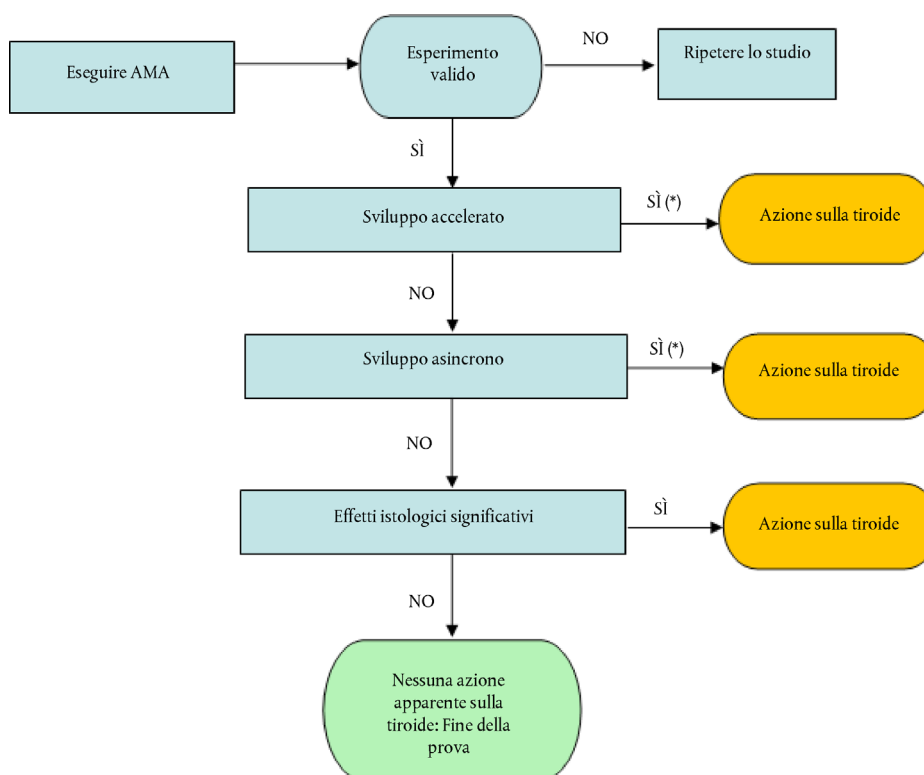 Eseguire AMA
Esperimento
valido
NO
Ripetere lo studio
SÌ
Sviluppo accelerato
SÌ (*)
Azione sulla tiroide
NO
Sviluppo asincrono
SÌ (*)
Azione sulla tiroide
NO
Effetti istologici significativi
SÌ
Azione sulla tiroide
NO
Nessuna azione
apparente sulla
tiroide: Fine della
prova